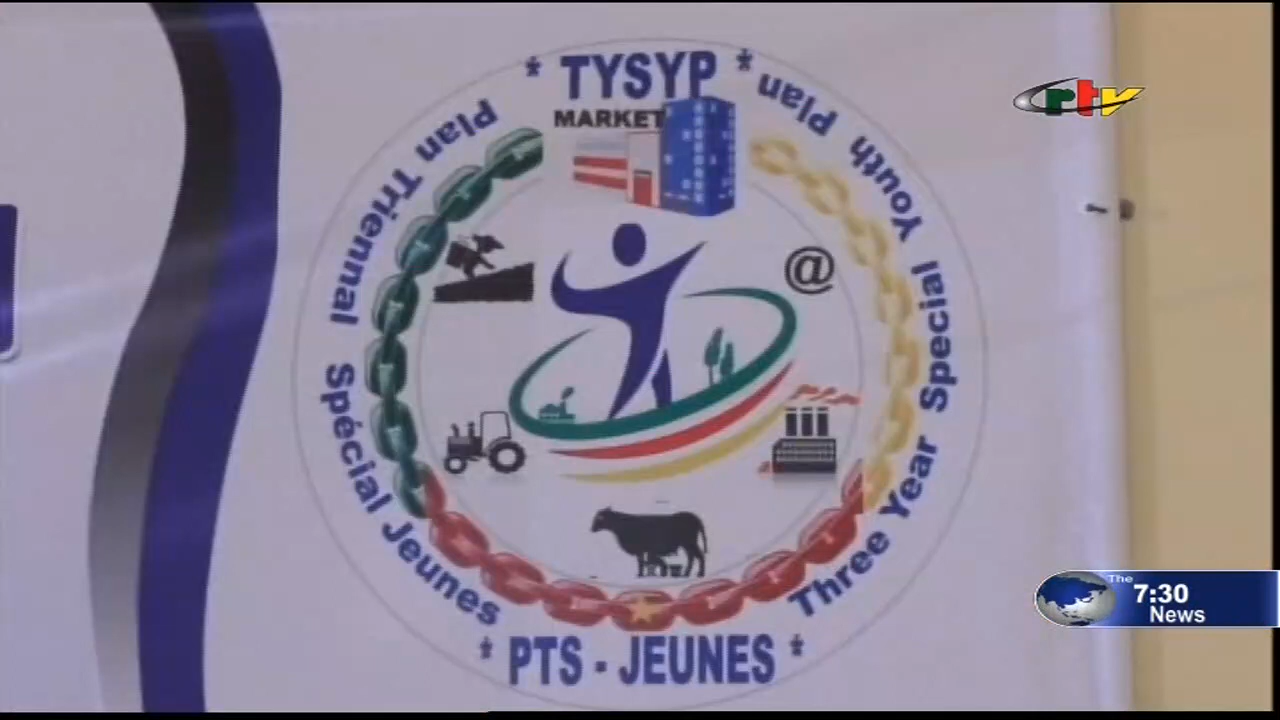 * TYSYP *
MARKET
Plan Triennal Spécial Jeunes
Three Year Special Youth Plan
@
* PTS - JEUNES *
crtv
The
7:30
News